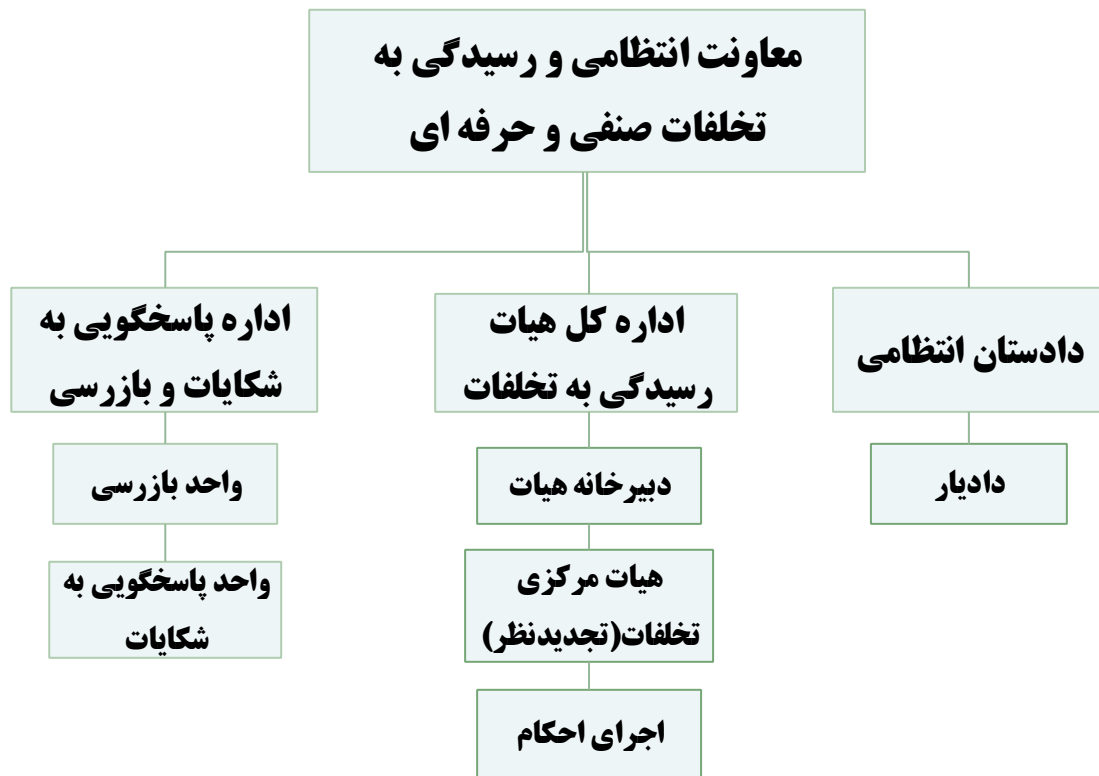 معاونت انتظامی و رسیدگی به
تخلفات صنفی و حرفه ای
دادستان انتظامی
دادیار
اداره کل هیات
رسیدگی به تخلفات
دبیرخانه هیات
هیات مرکزی
تخلفات(تجدیدنظر)
اجرای احکام
اداره پاسخگویی به
شکایات و بازرسی
واحد بازرسی
واحد پاسخگویی به
شکایات